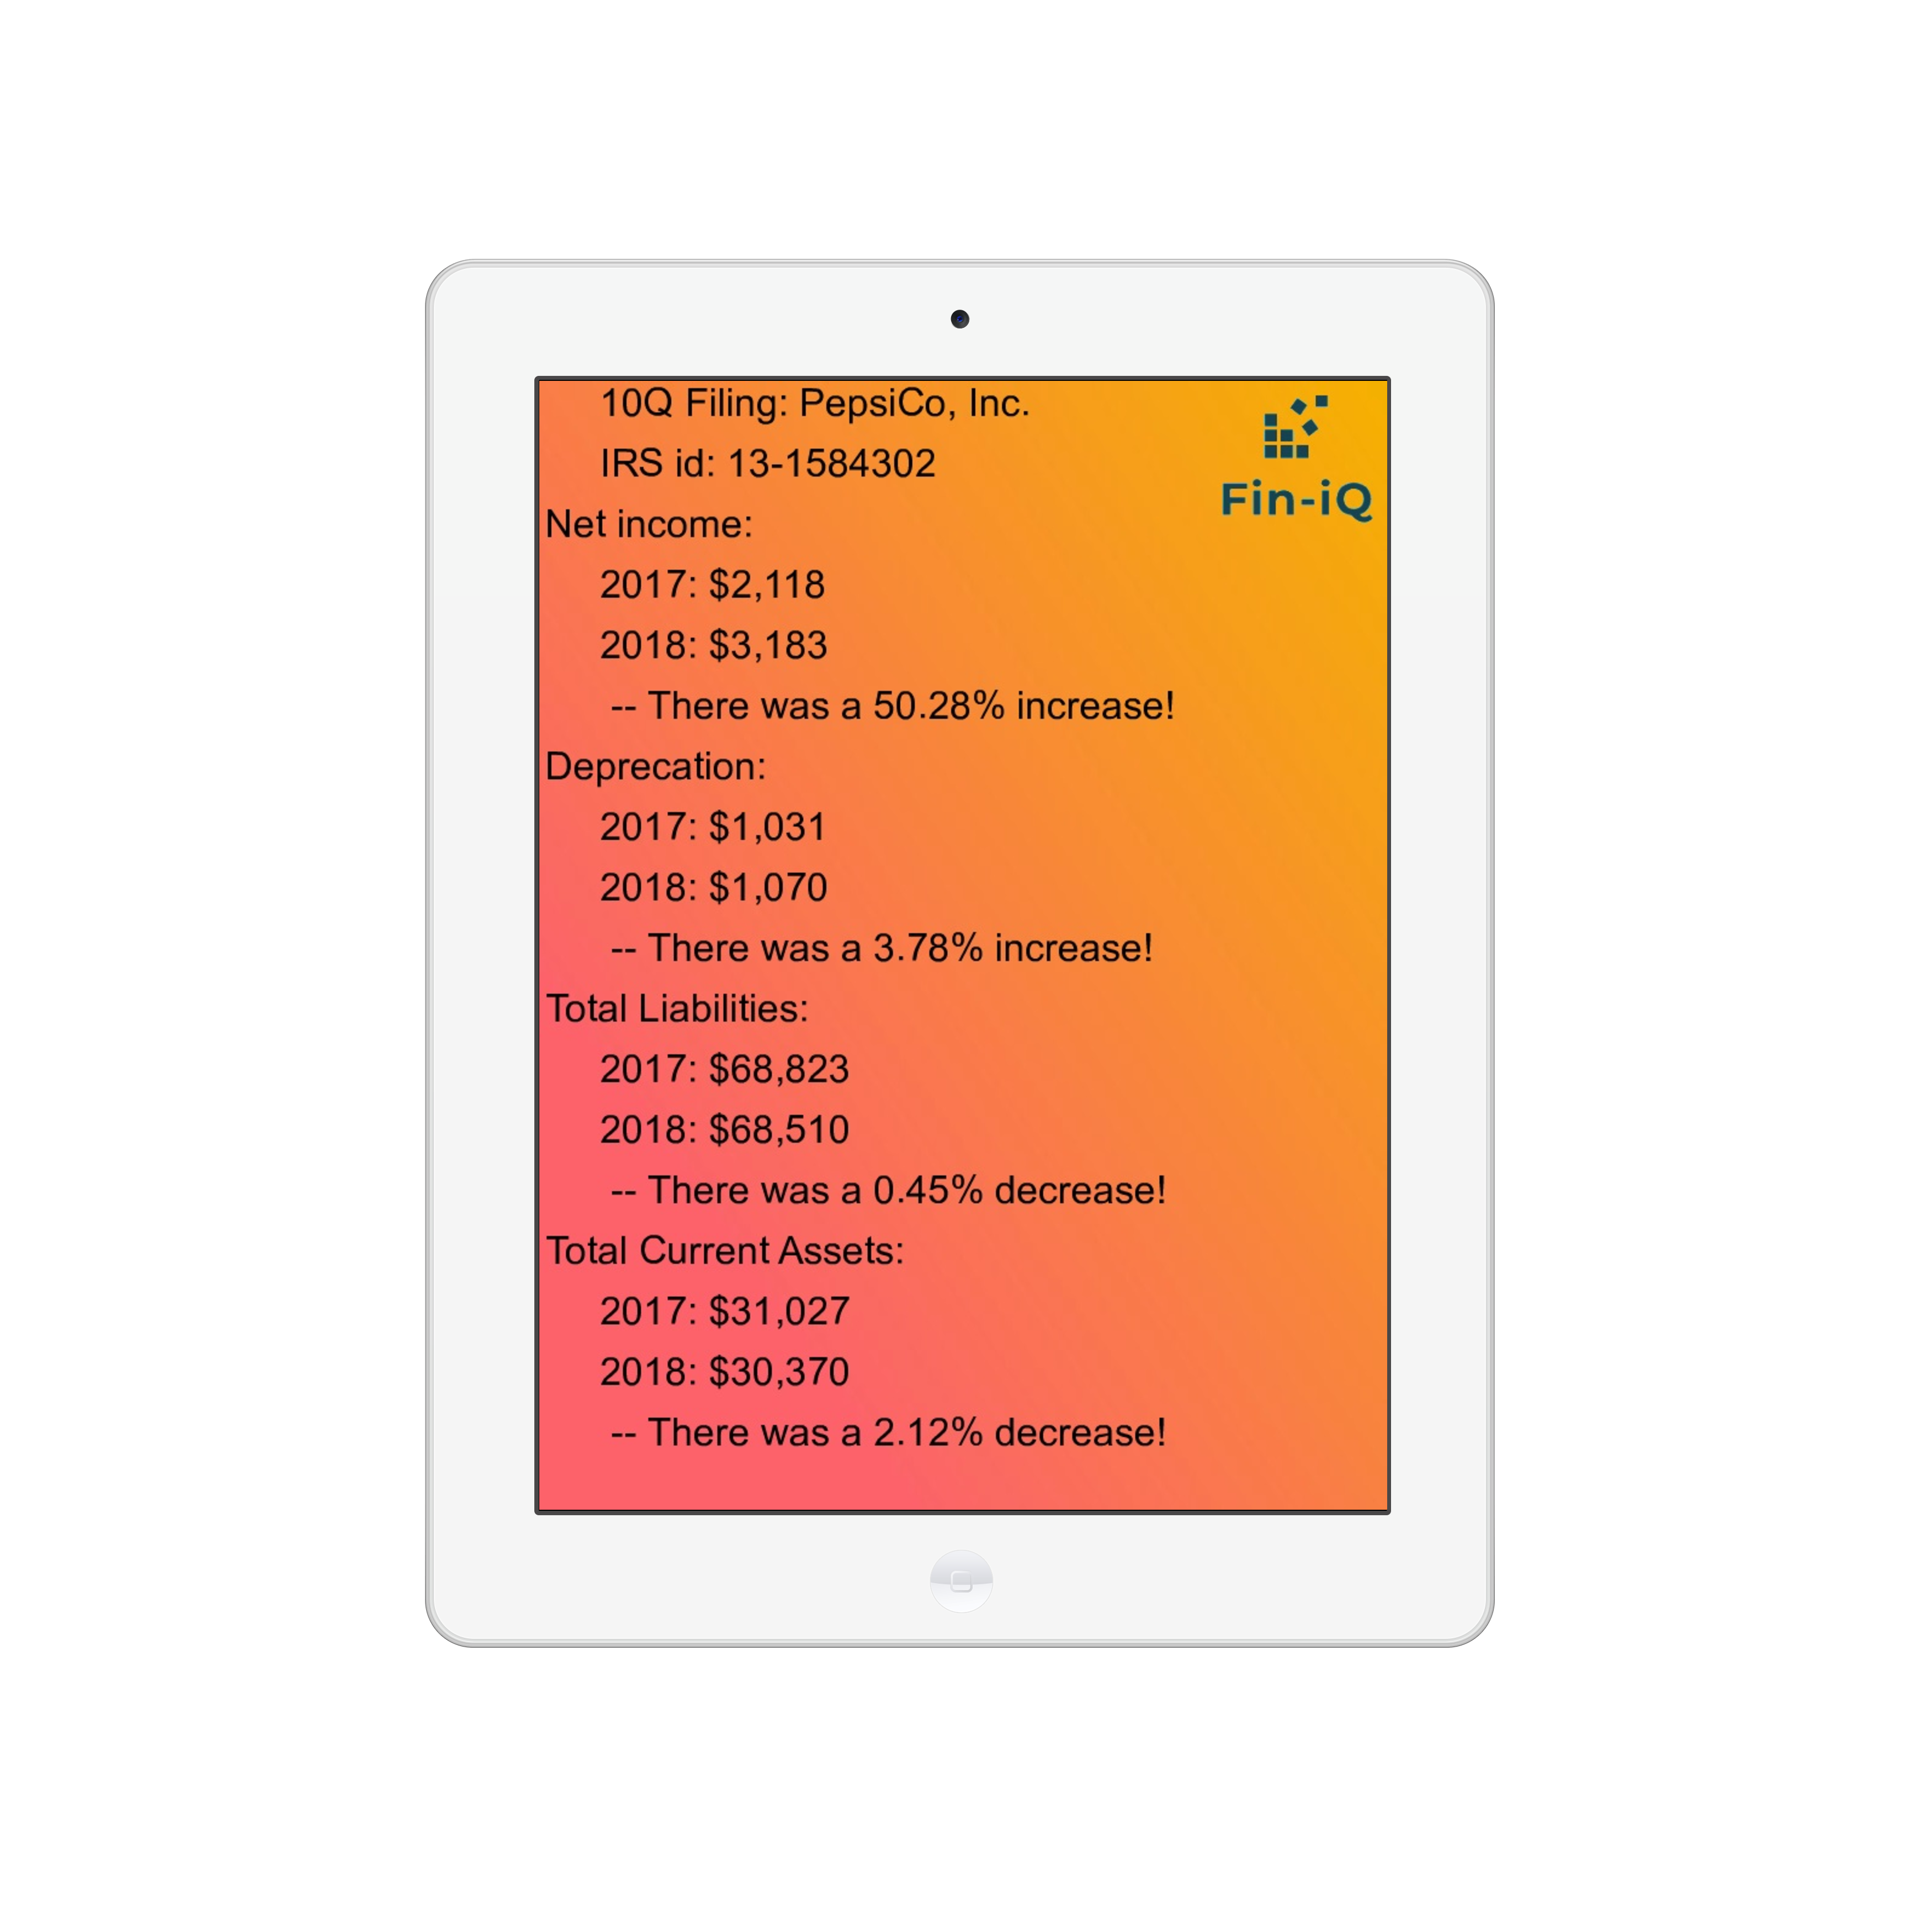 10Q Filing: PepsiCo, Inc.
IRS id: 13-1584302
Fin-iQ
Net income:
2017: $2,118
2018: $3,183
-- There was a 50.28% increase!
Deprecation:
2017: $1,031
2018: $1,070
-- There was a 3.78% increase!
Total Liabilities:
2017: $68,823
2018: $68,510
-- There was a 0.45% decrease!
Total Current Assets:
2017: $31,027
2018: $30,370
-- There was a 2.12% decrease!